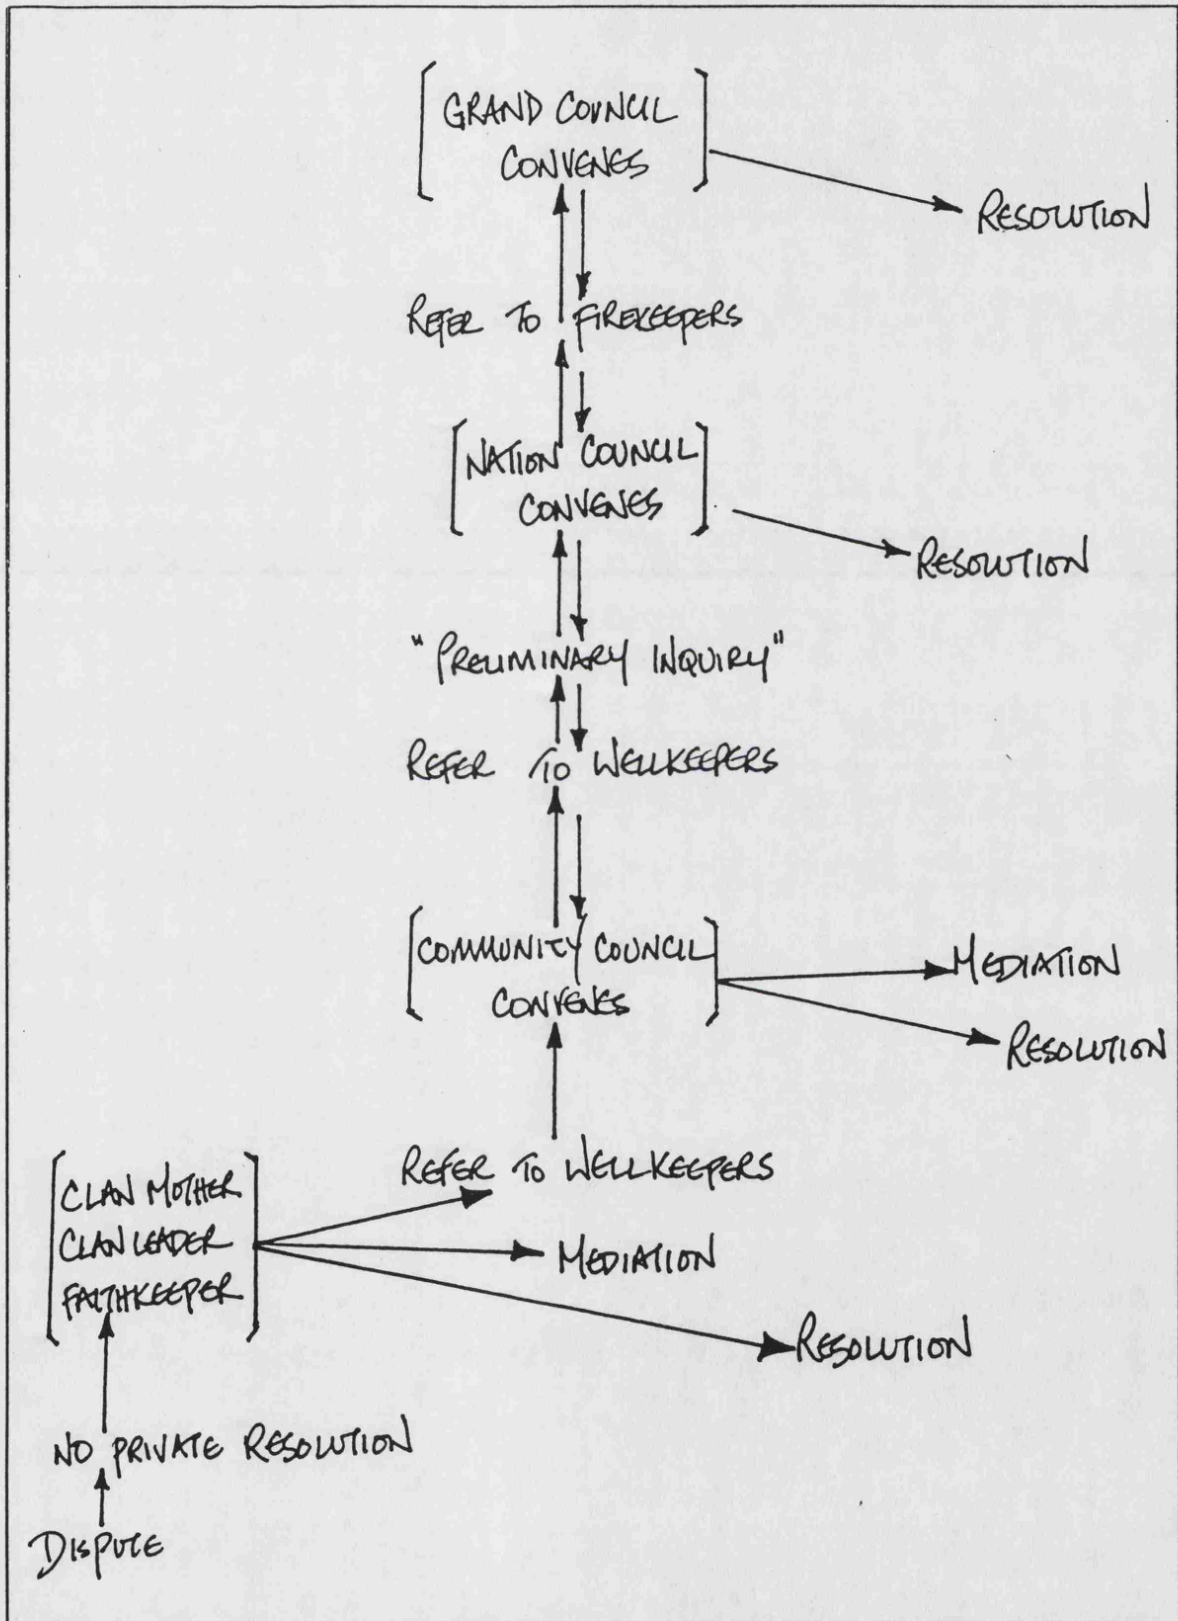 GRAND COUNCIL
CONVENES
RESOLUTION
REFER TO FIREKEEPERS
NATION COUNCIL
CONVENES
RESOLUTION
"PRELIMINARY INQUIRY"
REFER TO WELLKEEPERS
COMMUNITY COUNCIL
CONVENES
MEDIATION
RESOLUTION
REFER TO WELLKEEPERS
CLAN MOTHER
CLAN LEADER
FAITHKEEPER
MEDIATION
RESOLUTION
NO PRIVATE RESOLUTION
DISPUTE